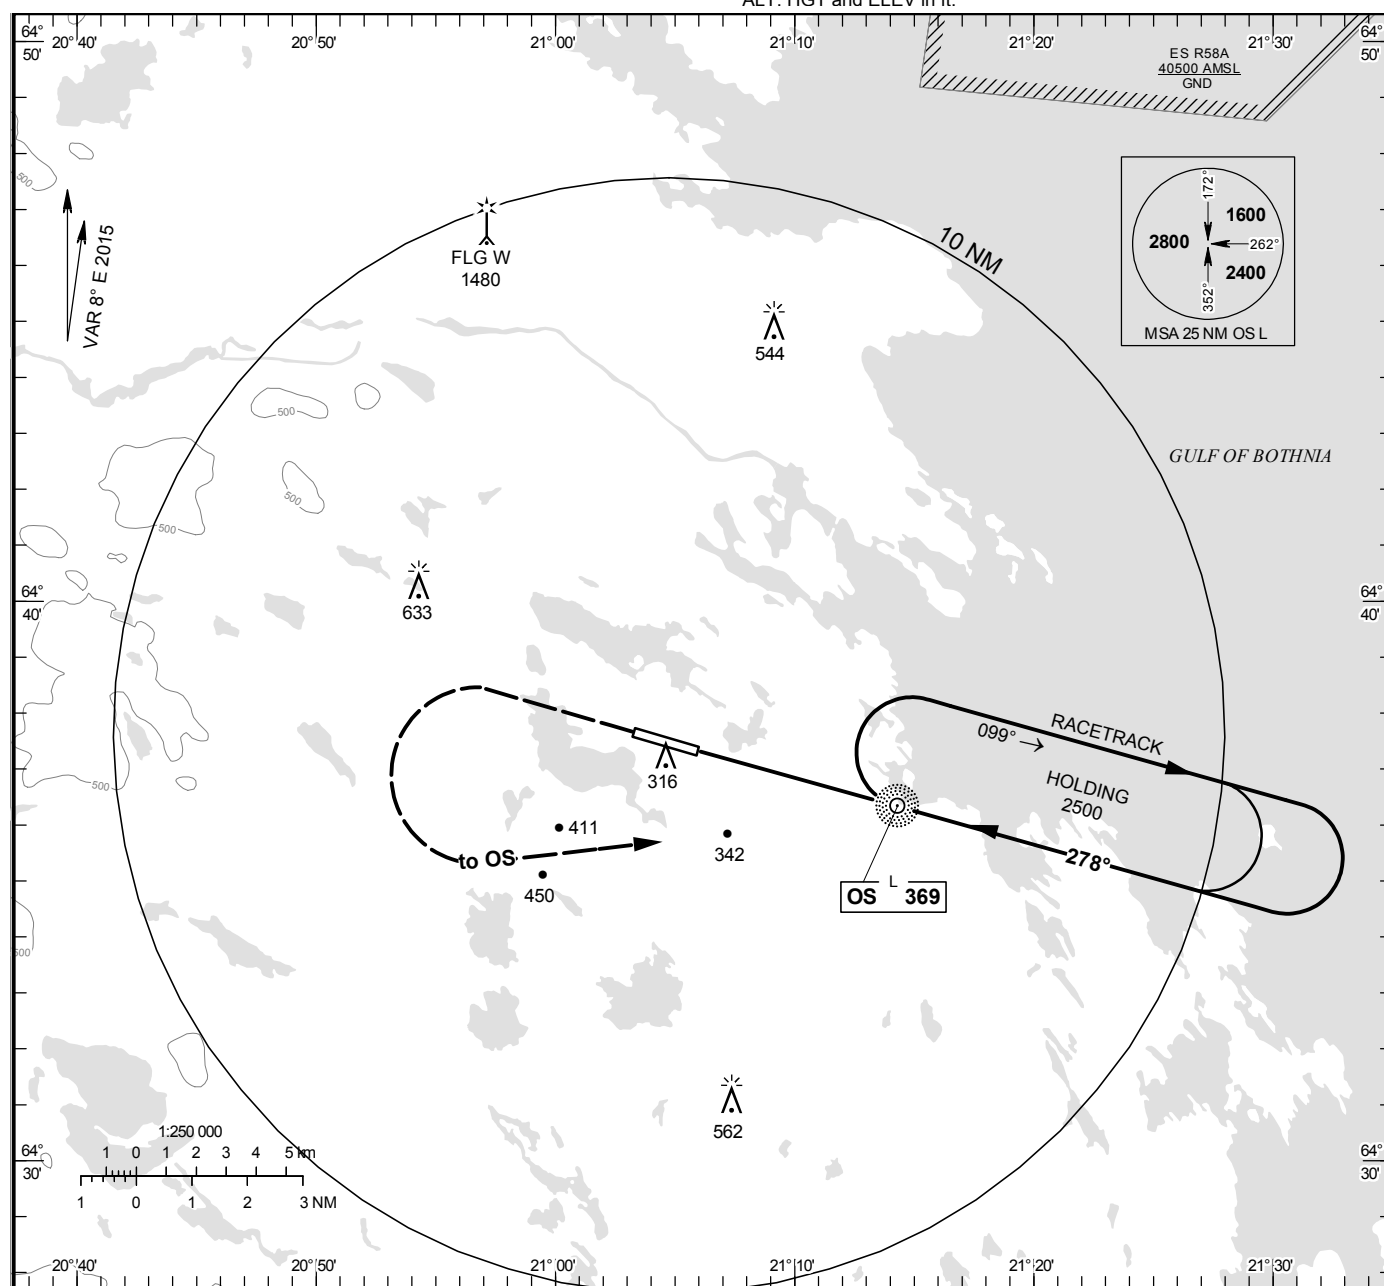 ALT. HGT and ELEV in ft.
64° 20° 40' 20° 50' 21° 00' 21° 10' 21° 20' 21° 30' 64°
50' 50'
ES R58A
40500 AMSL
GND
500
172°
1600
2800
262°
2400
352°
MSA 25 NM OS L
VAR 8° E 2015
10 NM
FLG W
1480
544
500
500
500
GULF OF BOTHNIA
64° 64°
40' 40'
633
RACETRACK
099°
HOLDING
2500
316
500
411
342
to OS
278°
450
L
OS 369
500
562
1:250 000
1 0 1 2 3 4 5 km
1 0 1 2 3 NM
64° 64°
30' 30'
20° 40' 20° 50' 21° 00' 21° 10' 21° 20' 21° 30'